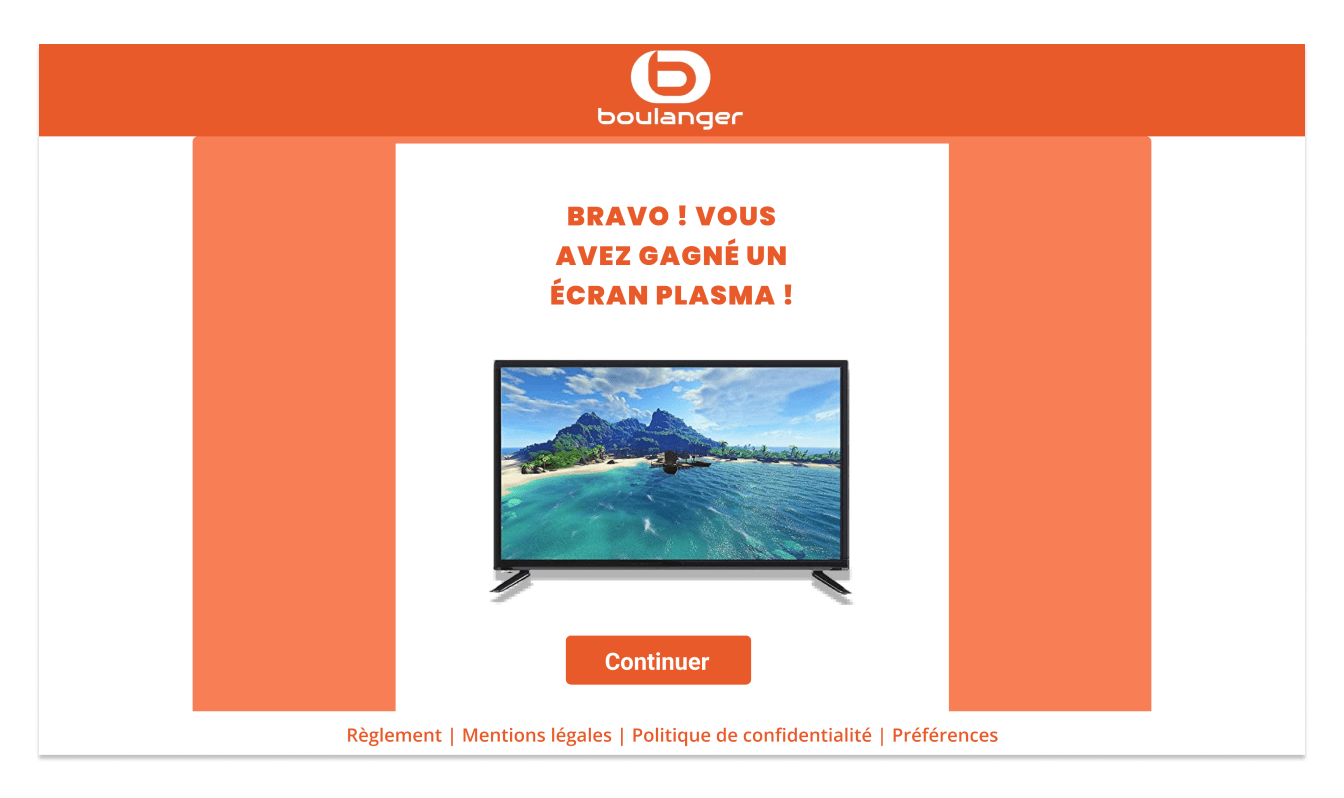 boulanger
BRAVO ! VOUS
AVEZ GAGNÉ UN
ÉCRAN PLASMA !
Continuer
Règlement | Mentions légales | Politique de confidentialité | Préférences